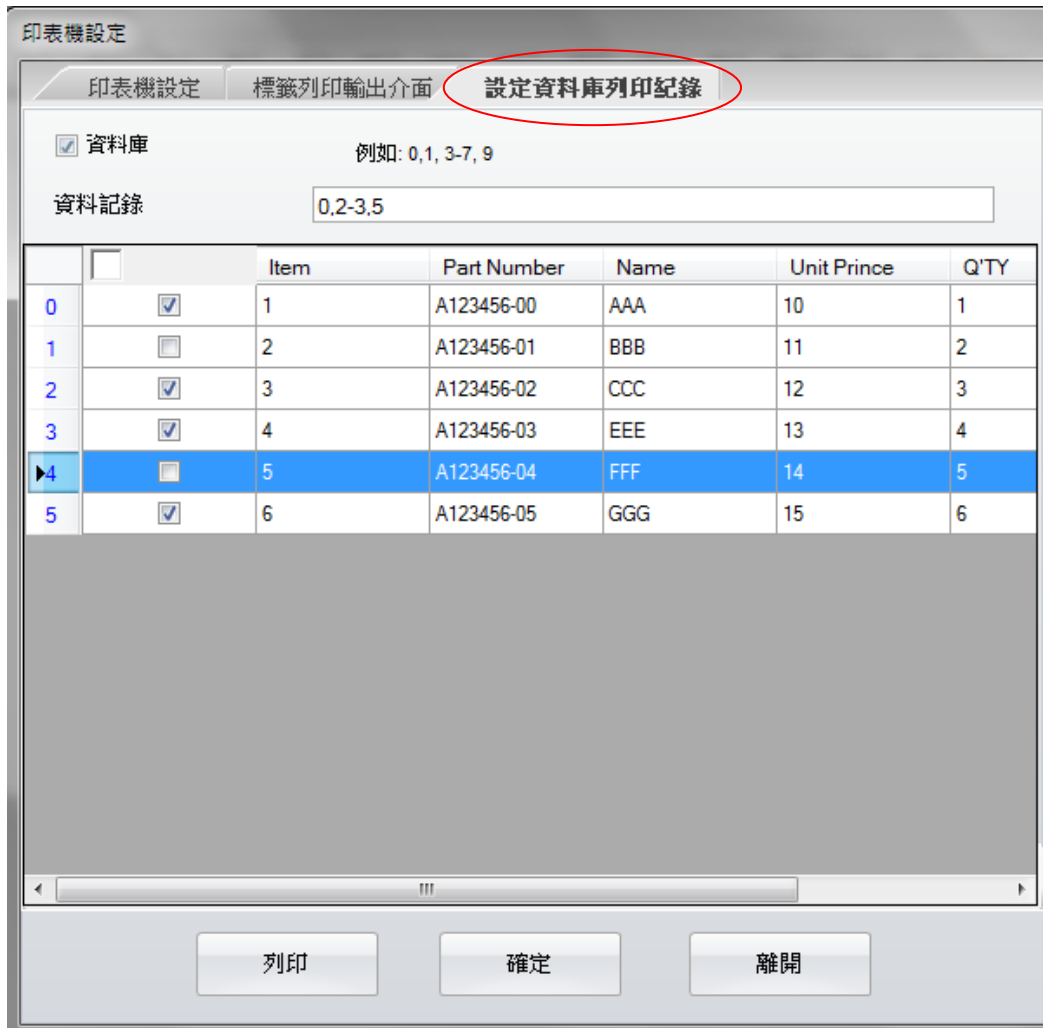 印表機設定
印表機設定 標籤列印輸出介面 設定資料庫列印紀錄
資料庫 例如: 0,1, 3-7, 9
資料記錄 0,2-3,5
Item Part Number Name Unit Prince Q'TY
0 1 A123456-00 AAA 10 1
1 2 A123456-01 BBB 11 2
2 3 A123456-02 CCC 12 3
3 4 A123456-03 EEE 13 4
4 5 A123456-04 FFF 14 5
5 6 A123456-05 GGG 15 6
列印 確定 離開